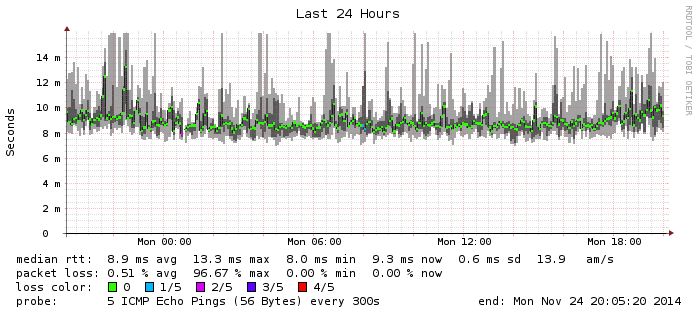 Last 24 Hours
RRDTOOL / TOBI OETIKER
Seconds
14 m
12 m
10 m
8 m
6 m
4 m
2 m
0
Mon 00:00 Mon 06:00 Mon 12:00 Mon 18:00
median rtt: 8.9 ms avg 13.3 ms max 8.0 ms min 9.3 ms now 0.6 ms sd 13.9 am/s
packet loss: 0.51 % avg 96.67 % max 0.00 % min 0.00 % now
loss color: 0 1/5 2/5 3/5 4/5
probe: 5 ICMP Echo Pings (56 Bytes) every 300s end: Mon Nov 24 20:05:20 2014